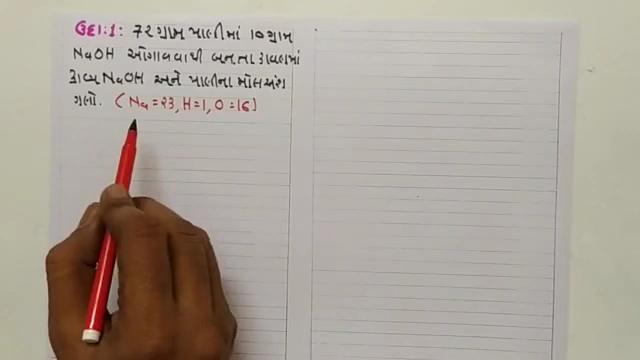 ઉદા:1: 72 ગ્રામ પાણીમાં 10 ગ્રામ
NaOH ઓગાળવાથી બનતા દ્રાવણમાં
દ્રાવ્ય NaOH અને પાણીના મોલઅંશ
ગણો. (Na=23, H=1, O=16)